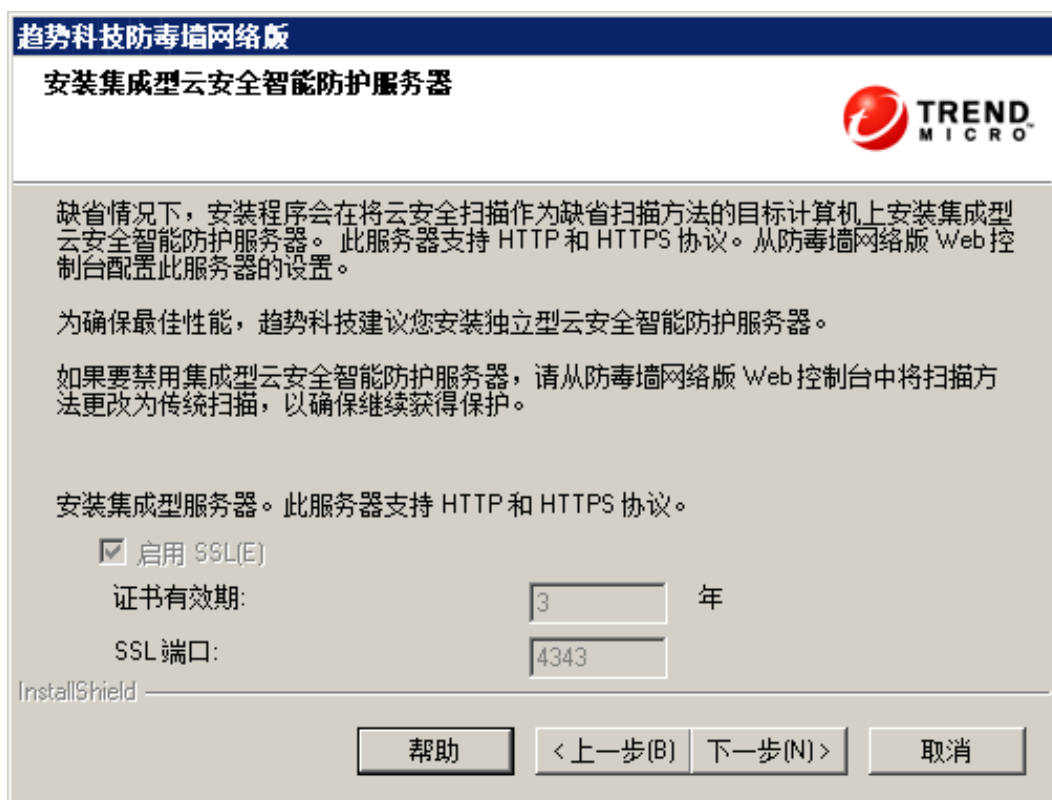 趋势科技防毒墙网络版
安装集成型云安全智能防护服务器
TREND
MICRO
缺省情况下，安装程序会在将云安全扫描作为缺省扫描方法的目标计算机上安装集成型
云安全智能防护服务器。 此服务器支持 HTTP 和 HTTPS 协议。从防毒墙网络版 Web 控
制台配置此服务器的设置。
为确保最佳性能，趋势科技建议您安装独立型云安全智能防护服务器。
如果要禁用集成型云安全智能防护服务器，请从防毒墙网络版 Web 控制台中将扫描方
法更改为传统扫描，以确保继续获得保护。
安装集成型服务器。此服务器支持 HTTP 和 HTTPS 协议。
启用 SSL(E)
证书有效期: 3 年
SSL 端口: 4343
InstallShield
帮助 < 上一步(B) 下一步(N) > 取消